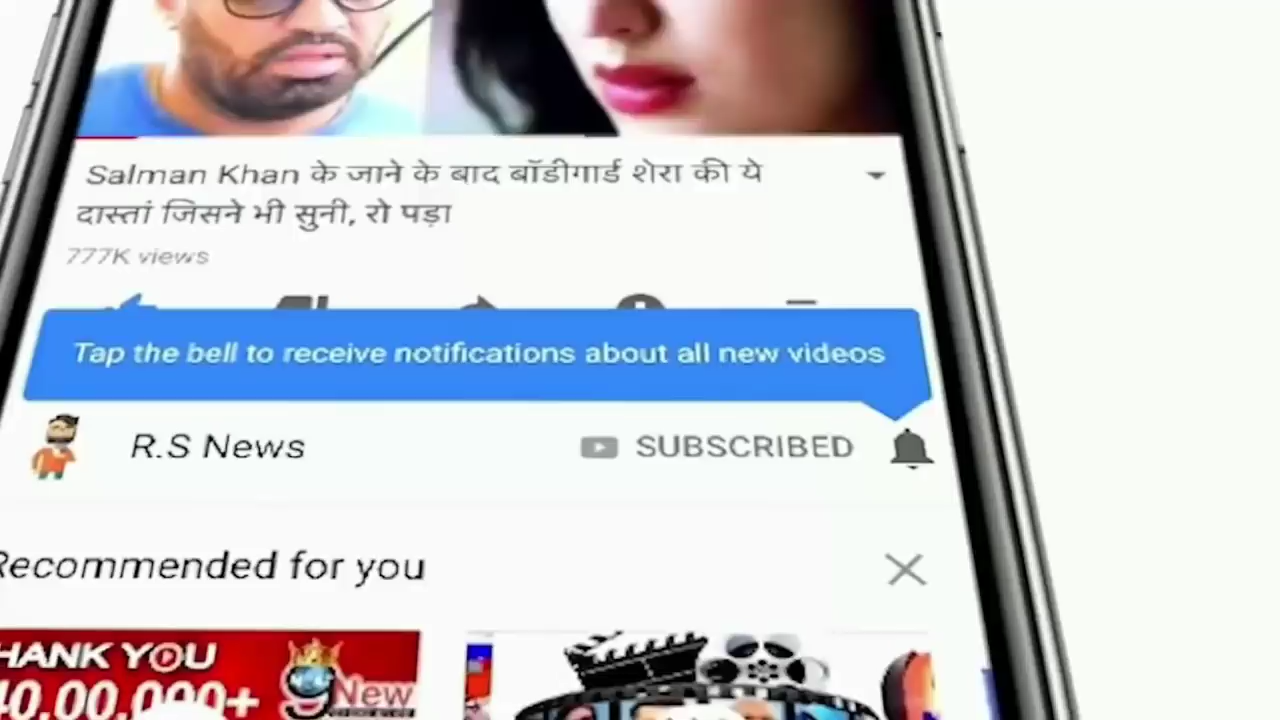 Salman Khan के जाने के बाद बॉडीगार्ड शेरा की ये
दास्तां जिसने भी सुनी, रो पड़ा
777K views
Tap the bell to receive notifications about all new videos
R.S News
SUBSCRIBED
Recommended for you
THANK YOU
40,00,000+
New